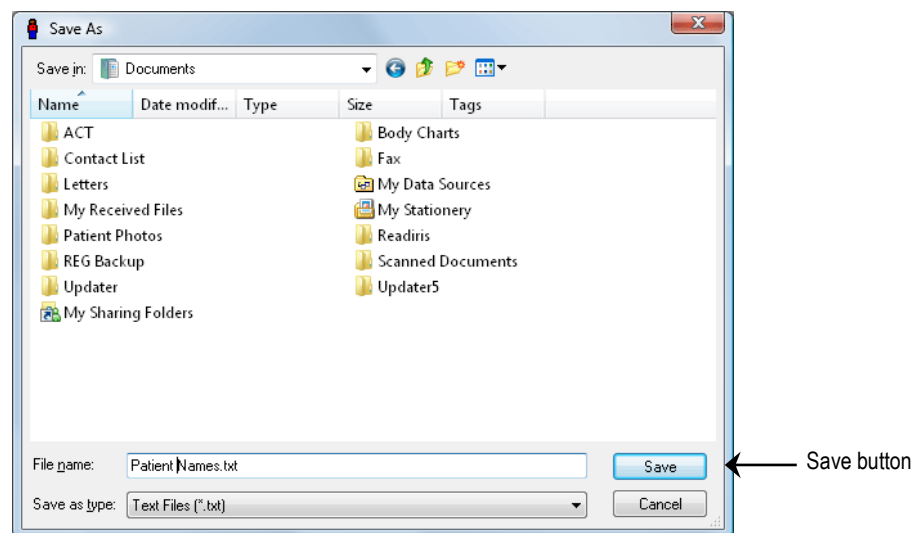 Save As
Save in: Documents
Name Date modif... Type Size Tags
ACT Body Charts
Contact List Fax
Letters My Data Sources
My Received Files My Stationery
Patient Photos Readiris
REG Backup Scanned Documents
Updater Updater5
My Sharing Folders
File name: Patient Names.txt Save Save button
Save as type: Text Files (*.txt) Cancel